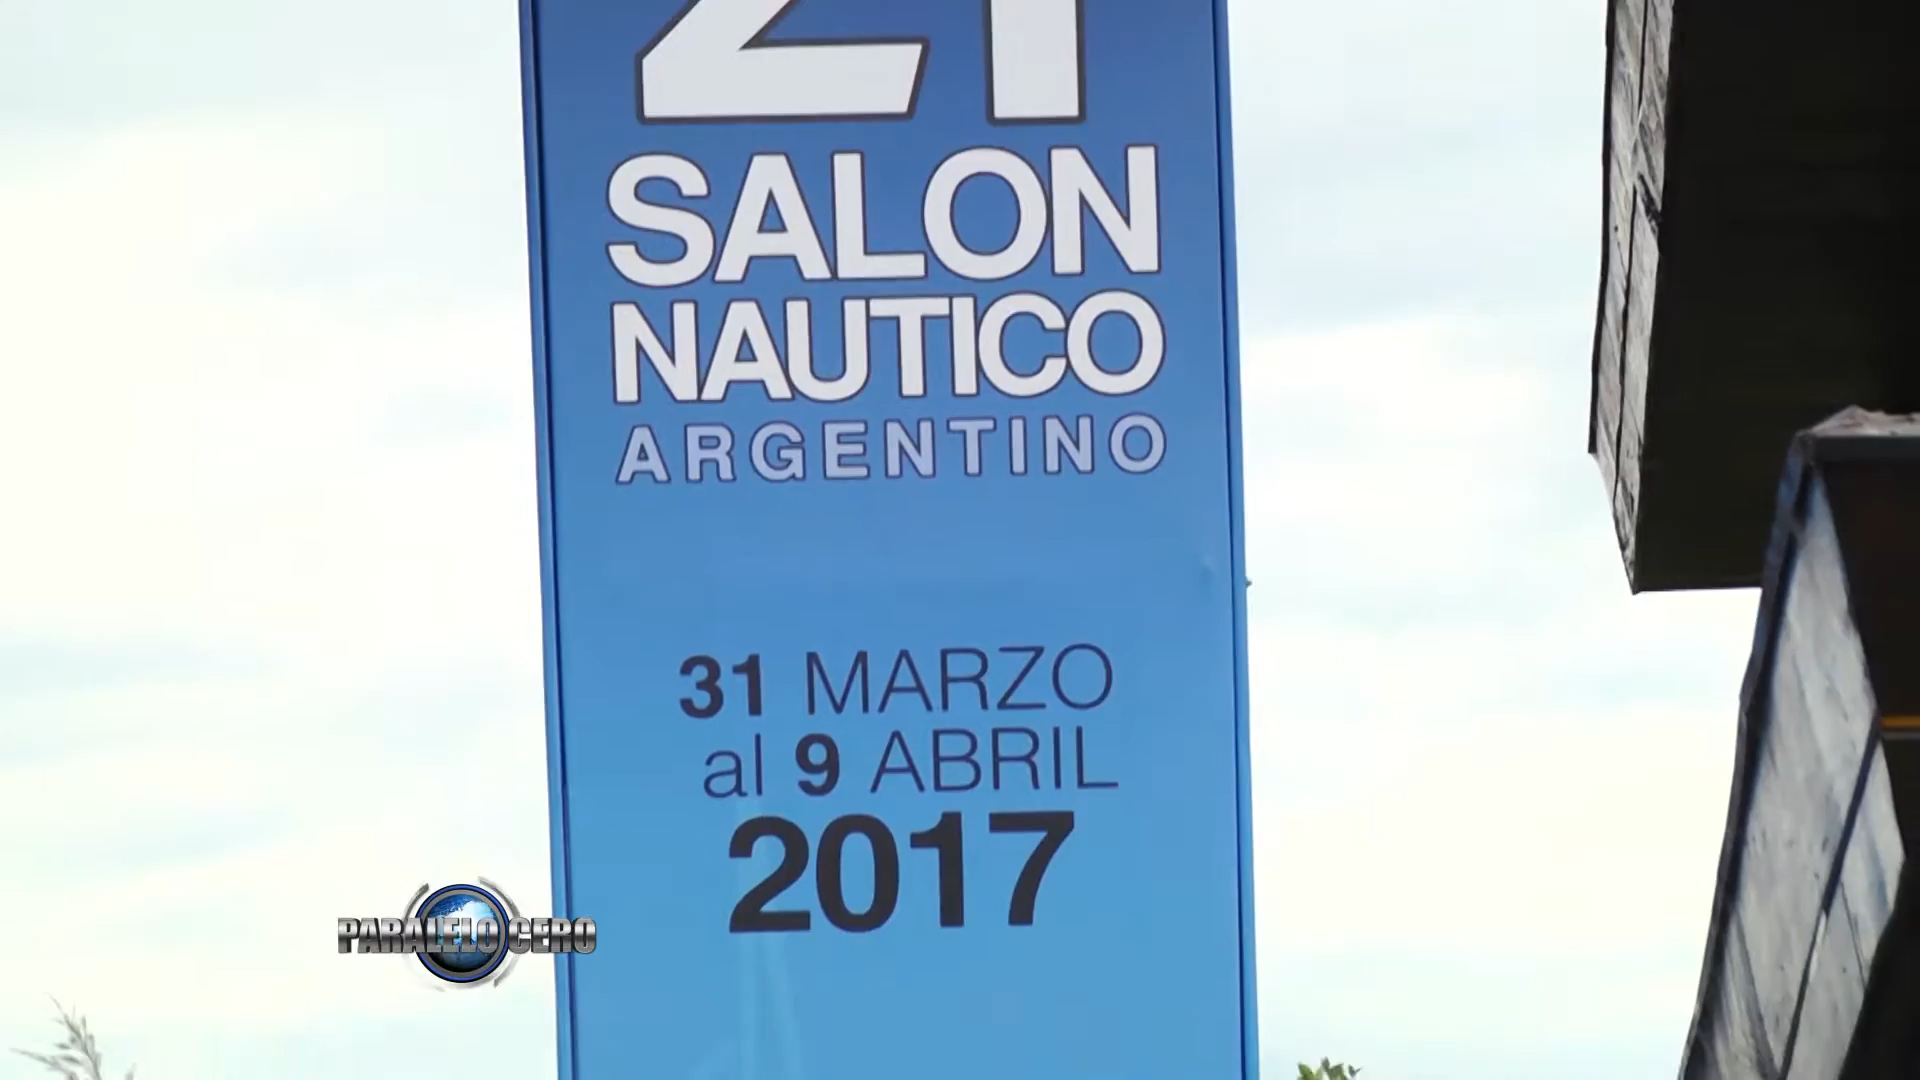 21
SALON
NAUTICO
ARGENTINO
31 MARZO
al 9 ABRIL
2017
PARALELO CERO